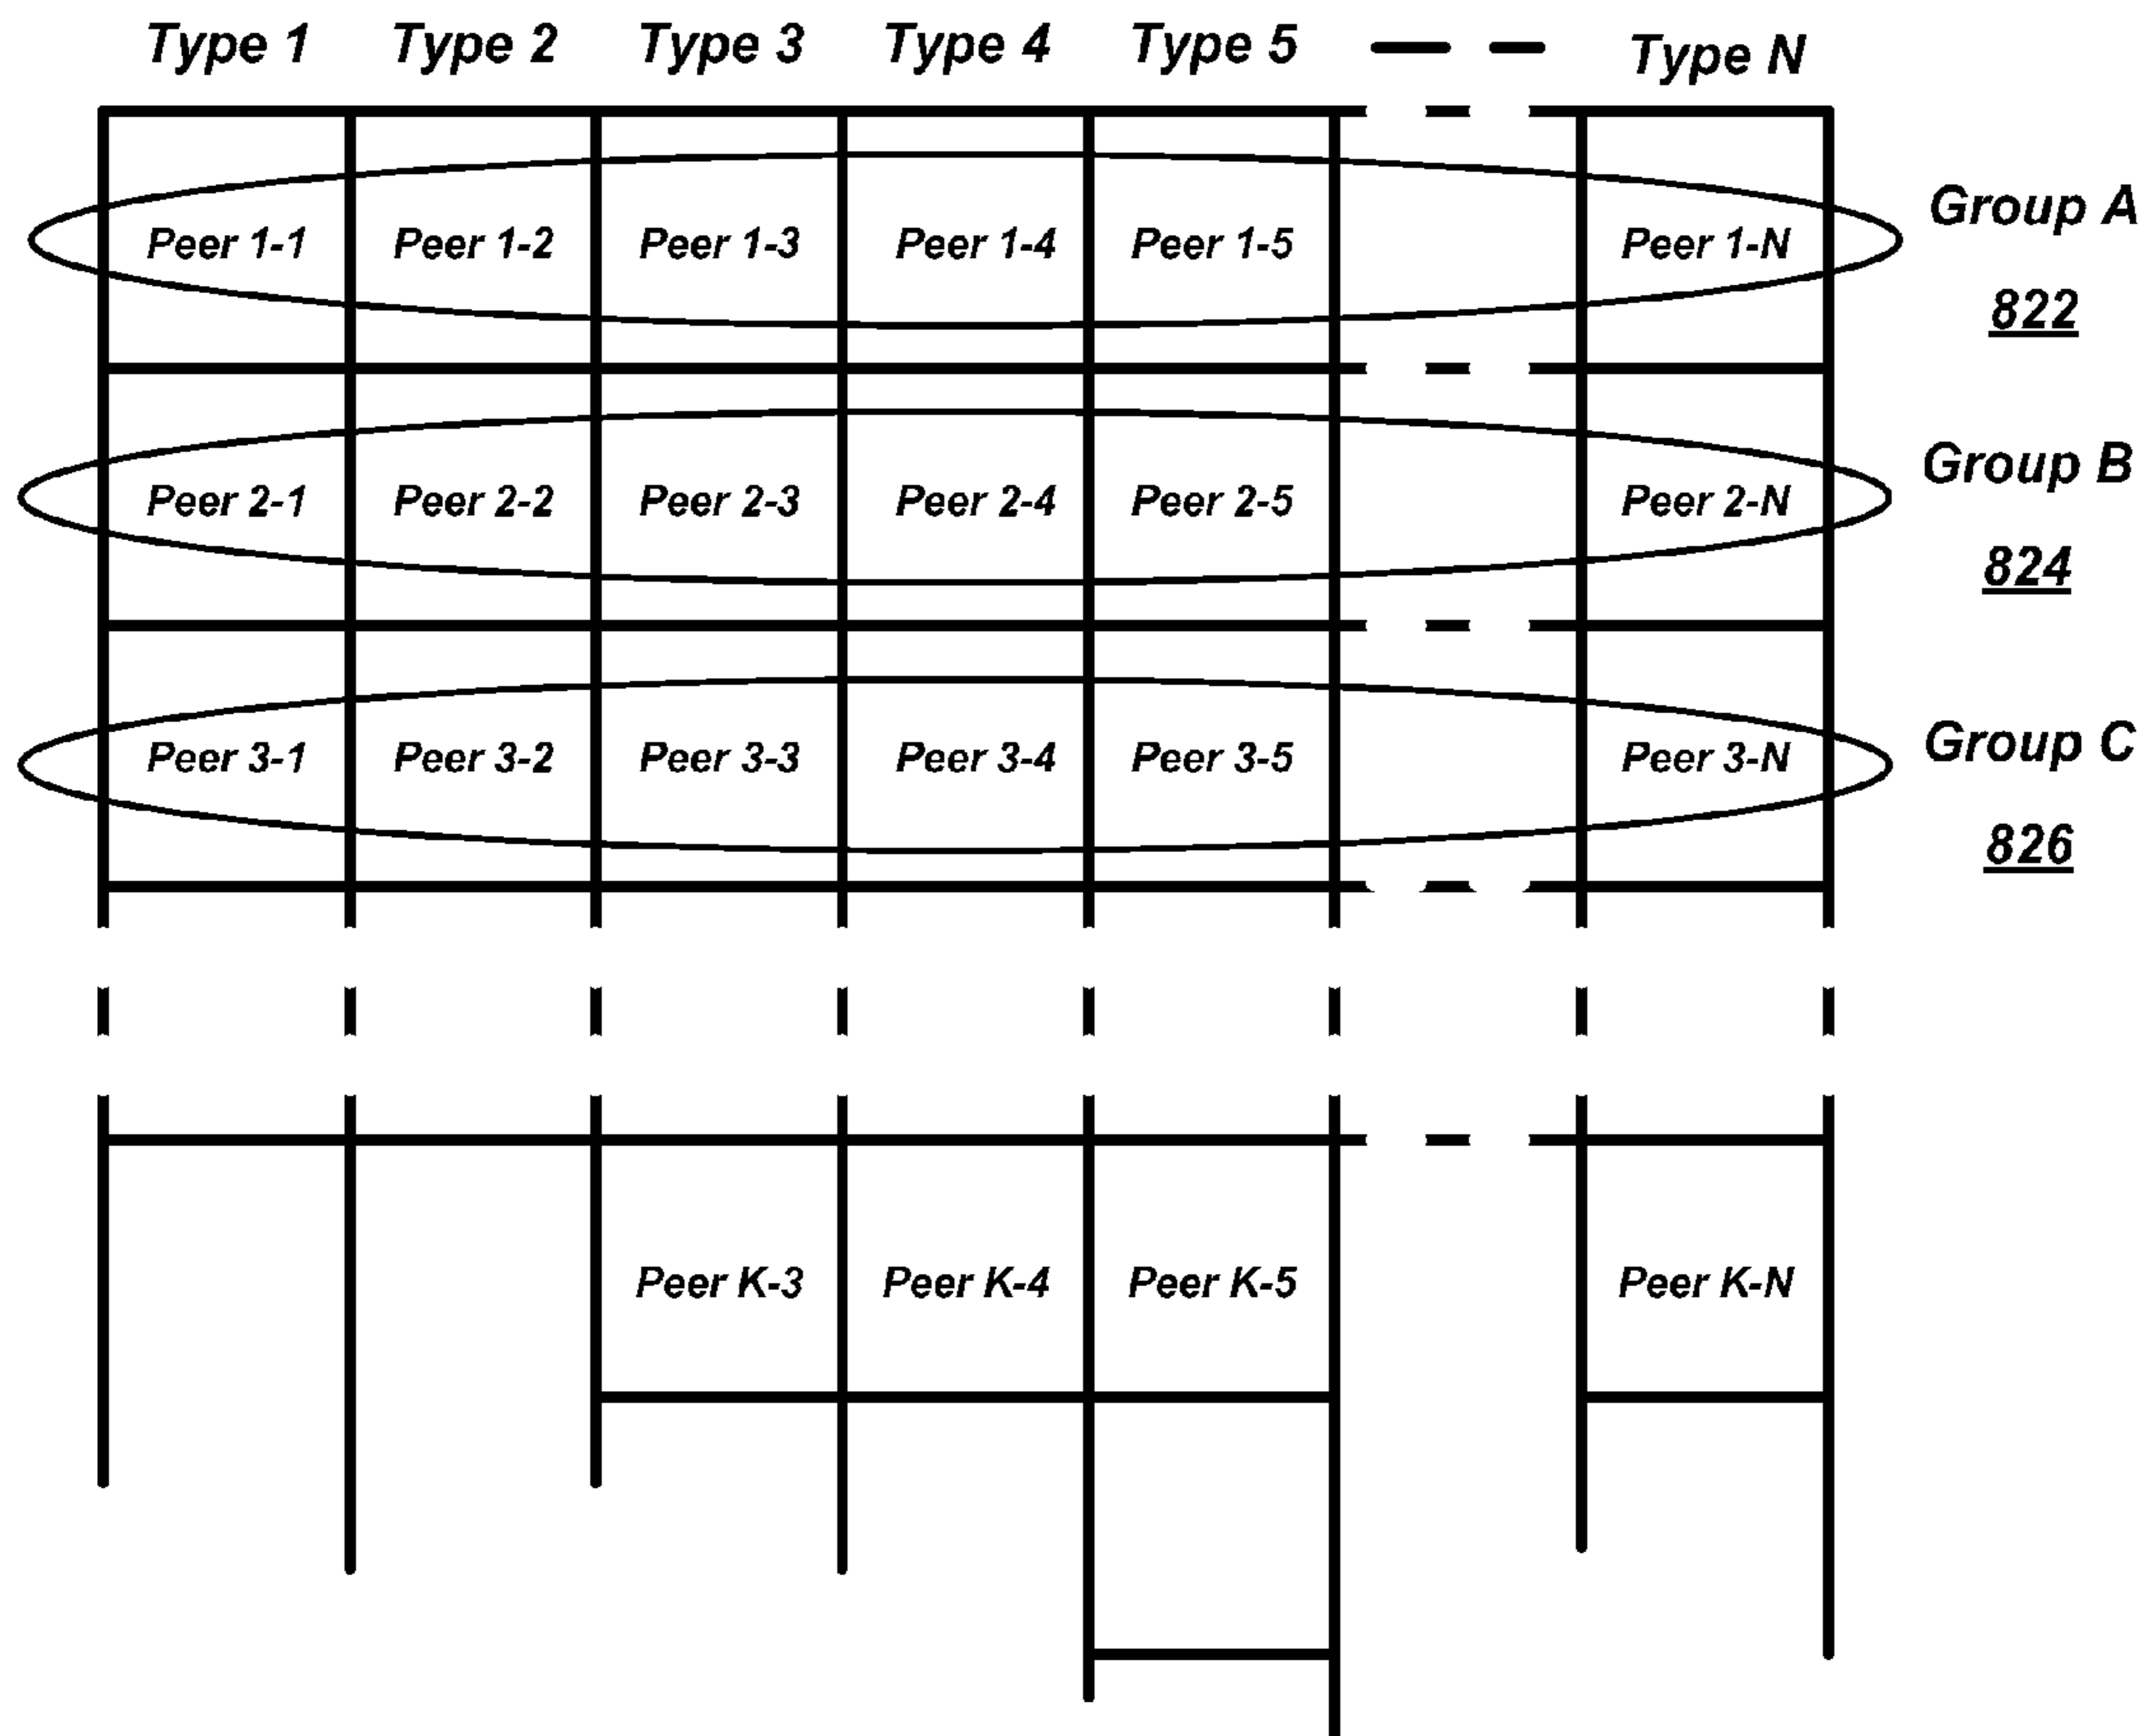 Type 1 Type 2 Type 3 Type 4 Type 5 Type N
Peer 1-1 Peer 1-2 Peer 1-3 Peer 1-4 Peer 1-5 Peer 1-N
Group A
822
Peer 2-1 Peer 2-2 Peer 2-3 Peer 2-4 Peer 2-5 Peer 2-N
Group B
824
Peer 3-1 Peer 3-2 Peer 3-3 Peer 3-4 Peer 3-5 Peer 3-N
Group C
826
Peer K-3 Peer K-4 Peer K-5 Peer K-N